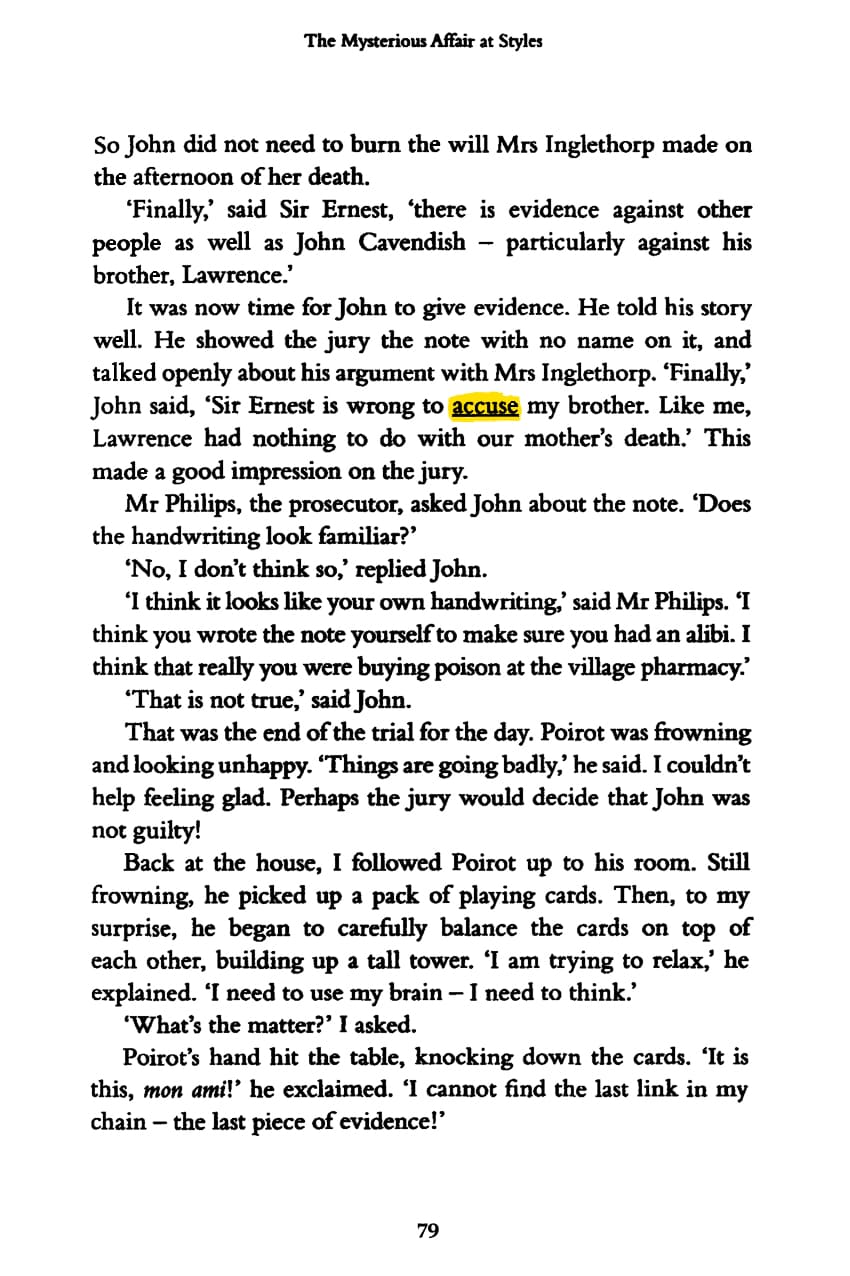 The Mysterious Affair at Styles
So John did not need to burn the will Mrs Inglethorp made on
the afternoon of her death.
‘Finally,’ said Sir Ernest, ‘there is evidence against other
people as well as John Cavendish – particularly against his
brother, Lawrence.’
It was now time for John to give evidence. He told his story
well. He showed the jury the note with no name on it, and
talked openly about his argument with Mrs Inglethorp. ‘Finally,’
John said, ‘Sir Ernest is wrong to accuse my brother. Like me,
Lawrence had nothing to do with our mother’s death.’ This
made a good impression on the jury.
Mr Philips, the prosecutor, asked John about the note. ‘Does
the handwriting look familiar?’
‘No, I don’t think so,’ replied John.
‘I think it looks like your own handwriting,’ said Mr Philips. ‘I
think you wrote the note yourself to make sure you had an alibi. I
think that really you were buying poison at the village pharmacy.’
‘That is not true,’ said John.
That was the end of the trial for the day. Poirot was frowning
and looking unhappy. ‘Things are going badly,’ he said. I couldn’t
help feeling glad. Perhaps the jury would decide that John was
not guilty!
Back at the house, I followed Poirot up to his room. Still
frowning, he picked up a pack of playing cards. Then, to my
surprise, he began to carefully balance the cards on top of
each other, building up a tall tower. ‘I am trying to relax,’ he
explained. ‘I need to use my brain – I need to think.’
‘What’s the matter?’ I asked.
Poirot’s hand hit the table, knocking down the cards. ‘It is
this, mon ami!’ he exclaimed. ‘I cannot find the last link in my
chain – the last piece of evidence!’
79